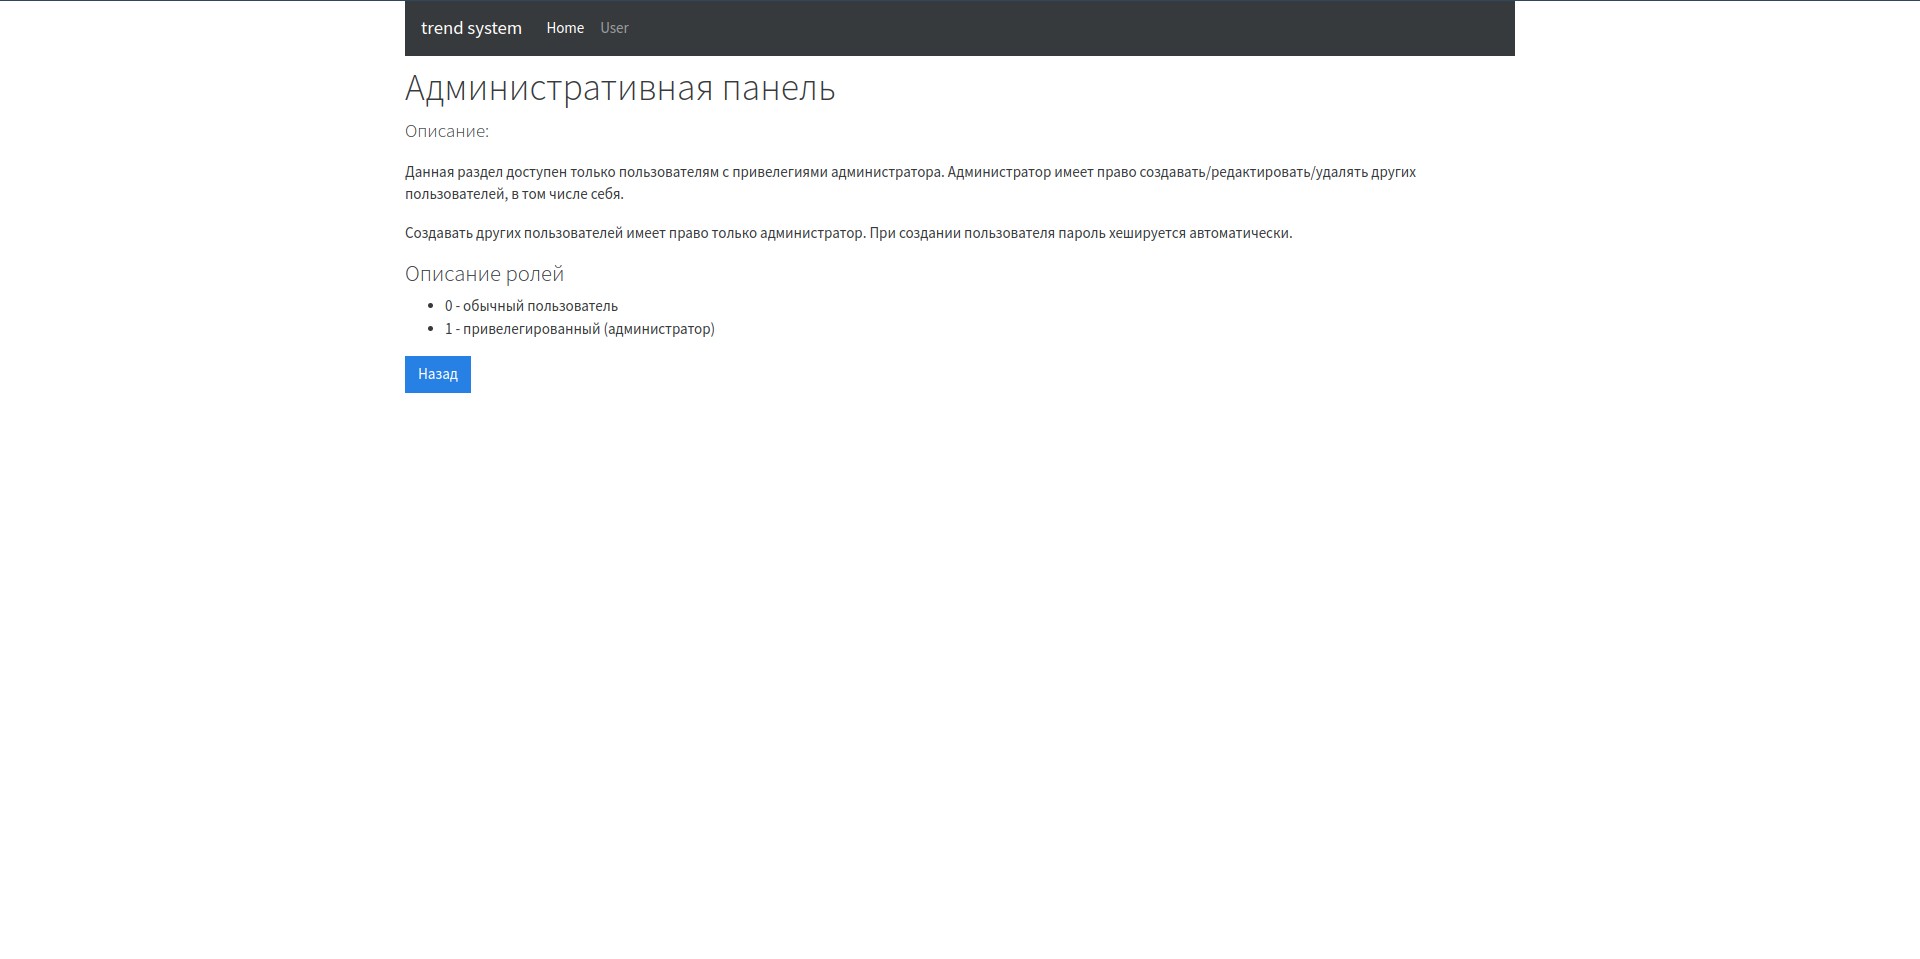 trend system Home User
Административная панель
Описание:
Данная раздел доступен только пользователям с привелегиями администратора. Администратор имеет право создавать/редактировать/удалять других
пользователей, в том числе себя.
Создавать других пользователей имеет право только администратор. При создании пользователя пароль хешируется автоматически.
Описание ролей
• 0 - обычный пользователь
• 1 - привелегированный (администратор)
Назад